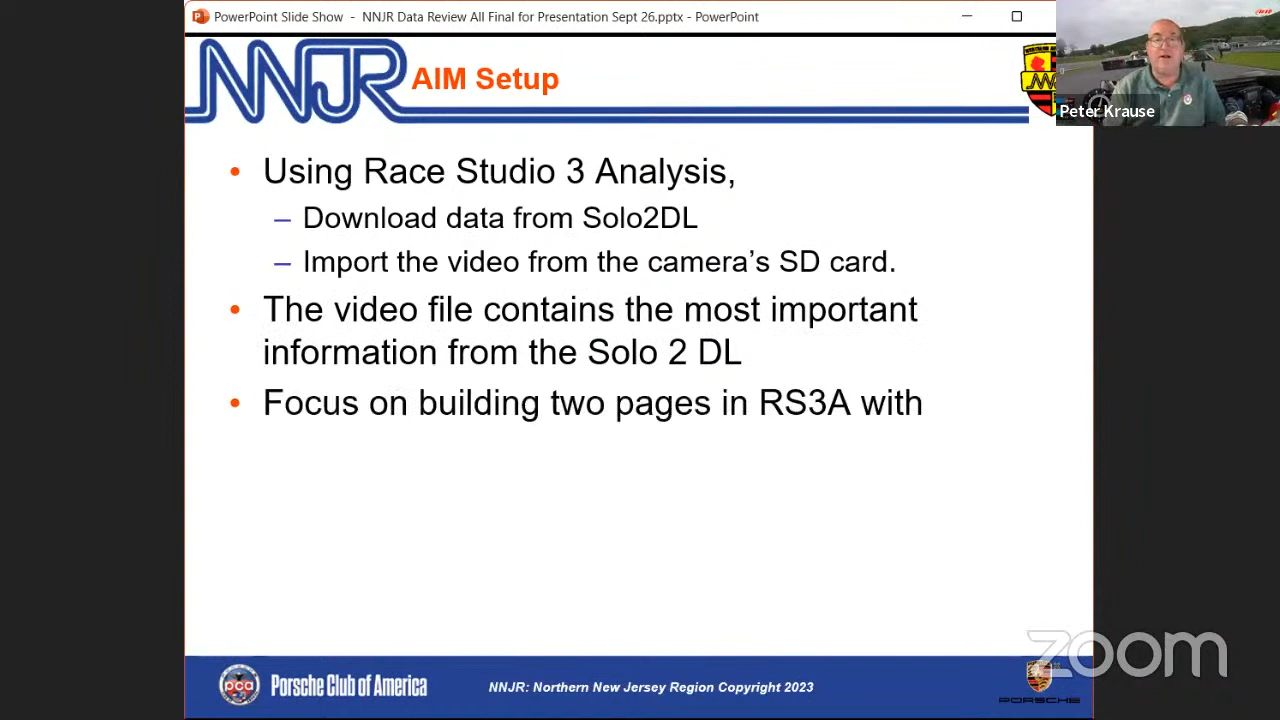 PowerPoint Slide Show - NNJR Data Review All Final for Presentation Sept 26.pptx - PowerPoint
NNJR
AIM Setup
Peter Krause
• Using Race Studio 3 Analysis,
– Download data from Solo2DL
– Import the video from the camera's SD card.
• The video file contains the most important
information from the Solo 2 DL
• Focus on building two pages in RS3A with
zoom
pca
Porsche Club of America
NNJR: Northern New Jersey Region Copyright 2023
PORSCHE